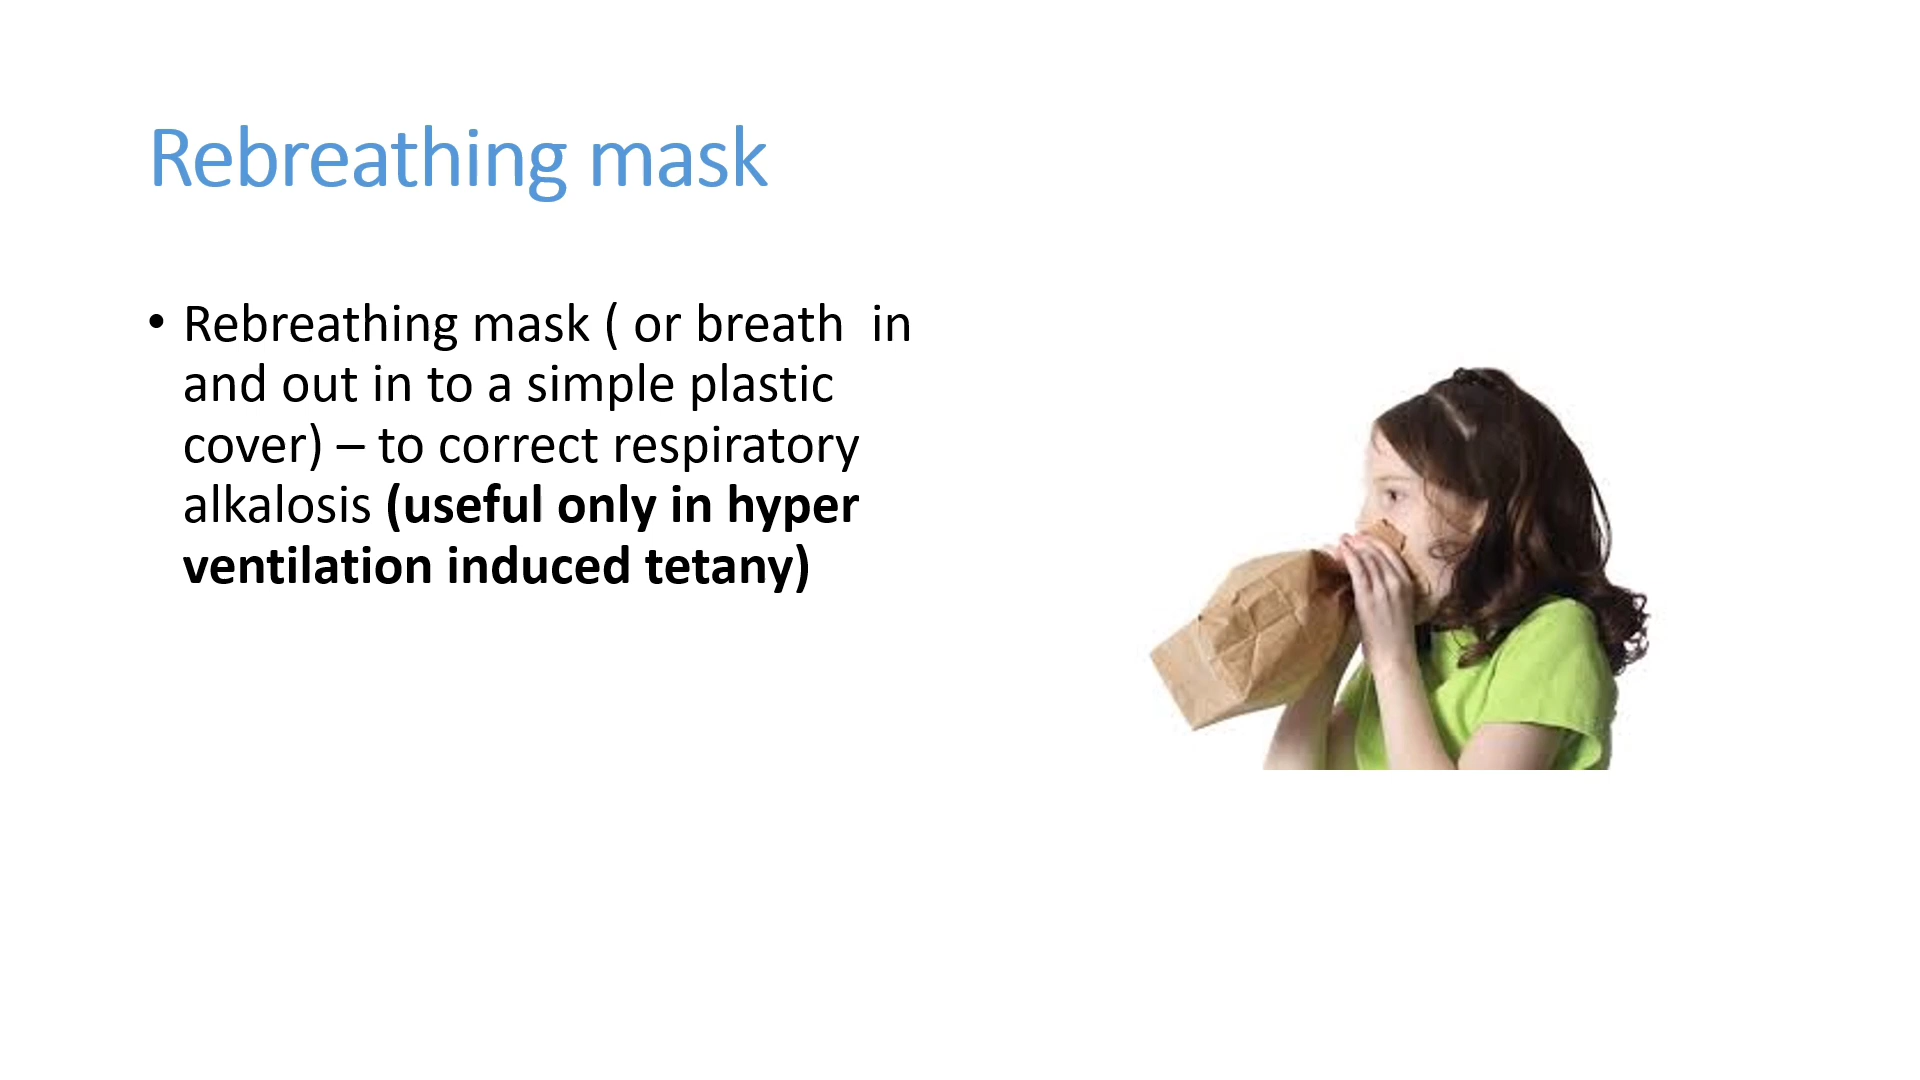 Rebreathing mask
• Rebreathing mask ( or breath  in
and out in to a simple plastic
cover) – to correct respiratory
alkalosis (useful only in hyper
ventilation induced tetany)